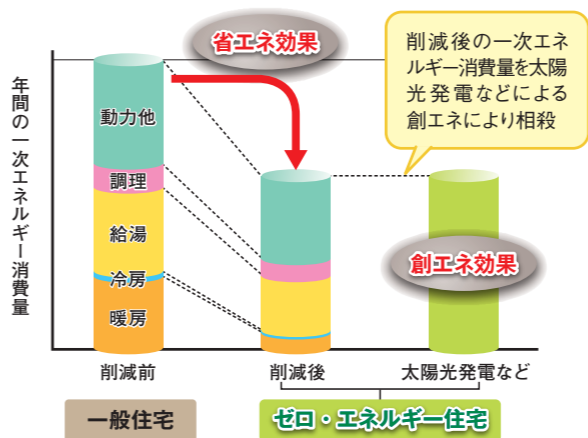 省エネ効果
削減後の一次エネ
ルギー消費量を太陽
光発電などによる
創エネにより相殺
年間の一次エネルギー消費量
動力他
調理
給湯
冷房
暖房
創エネ効果
削減前
削減後
太陽光発電など
一般住宅
ゼロ・エネルギー住宅